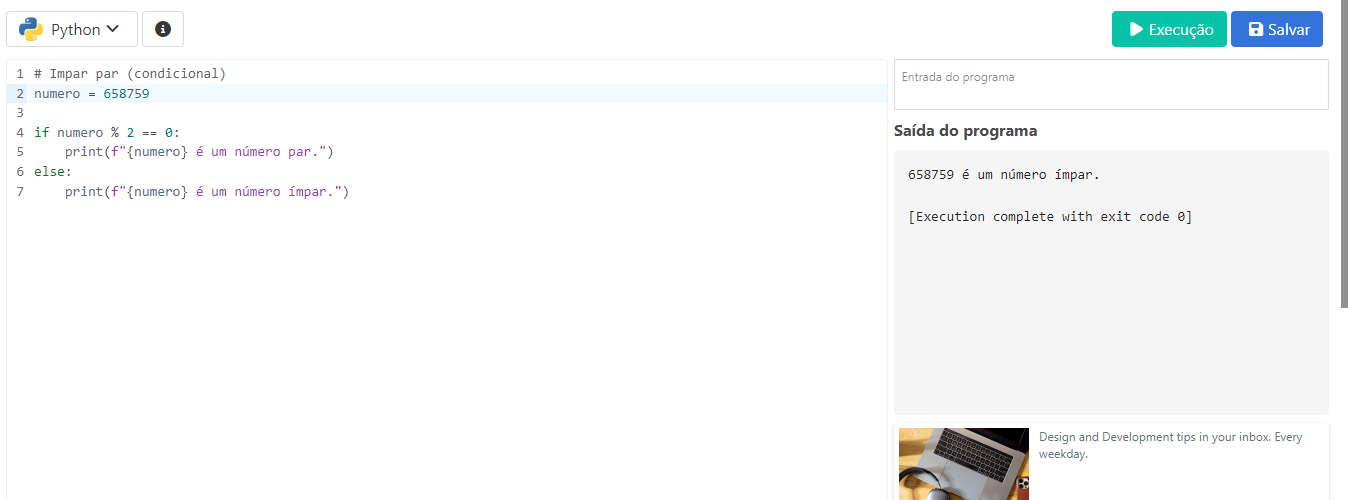 Python
Execução
Salvar
1 # Impar par (condicional)
2 numero = 658759
3
4 if numero % 2 == 0:
5     print(f"{numero} é um número par.")
6 else:
7     print(f"{numero} é um número ímpar.")
Entrada do programa
Saída do programa
658759 é um número ímpar.
[Execution complete with exit code 0]
Design and Development tips in your inbox. Every
weekday.